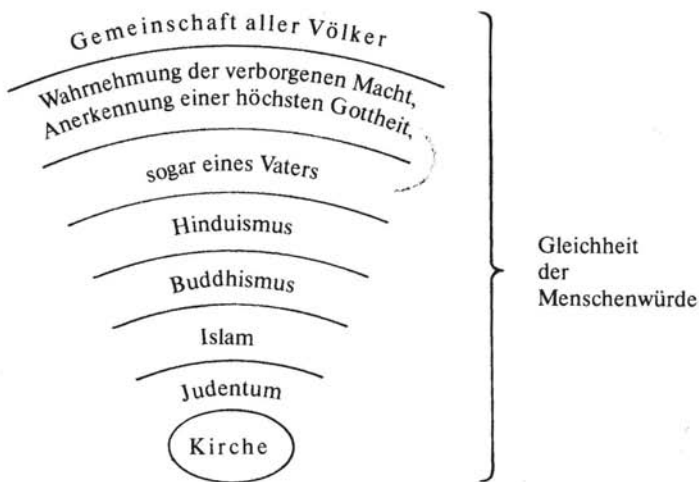 Gemeinschaft aller Völker
Wahrnehmung der verborgenen Macht,
Anerkennung einer höchsten Gottheit,
sogar eines Vaters
Hinduismus
Buddhismus
Islam
Judentum
Kirche
Gleichheit
der
Menschenwürde